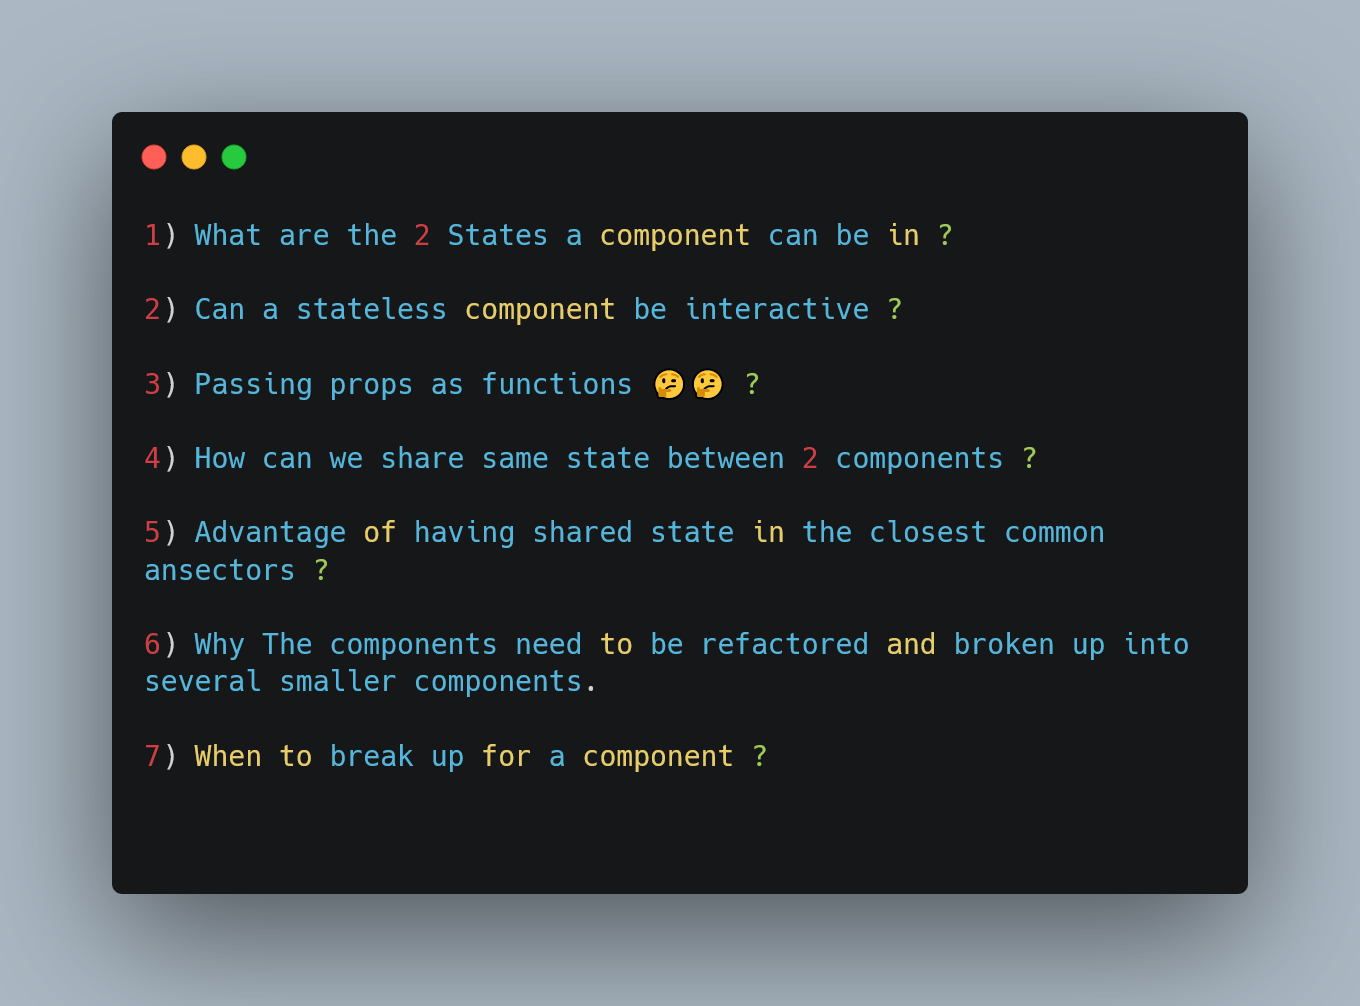 1) What are the 2 States a component can be in ?
2) Can a stateless component be interactive ?
3) Passing props as functions 🤔🤔 ?
4) How can we share same state between 2 components ?
5) Advantage of having shared state in the closest common
ansectors ?
6) Why The components need to be refactored and broken up into
several smaller components.
7) When to break up for a component ?